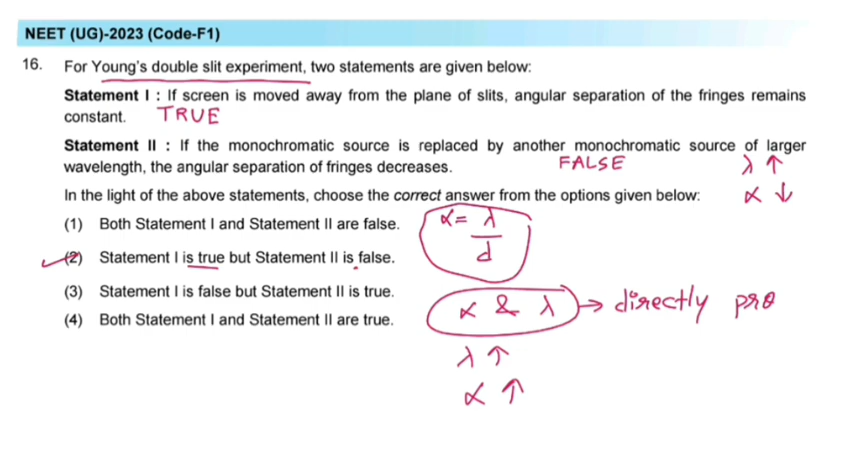 NEET (UG)-2023 (Code-F1)
16. For Young's double slit experiment, two statements are given below:
Statement I : If screen is moved away from the plane of slits, angular separation of the fringes remains
constant. TRUE
Statement II : If the monochromatic source is replaced by another monochromatic source of larger
wavelength, the angular separation of fringes decreases. FALSE λ ↑
In the light of the above statements, choose the correct answer from the options given below: α ↓
(1) Both Statement I and Statement II are false. α = λ
(2) Statement I is true but Statement II is false. d
(3) Statement I is false but Statement II is true. α & λ → directly pro
(4) Both Statement I and Statement II are true.
λ ↑
α ↑